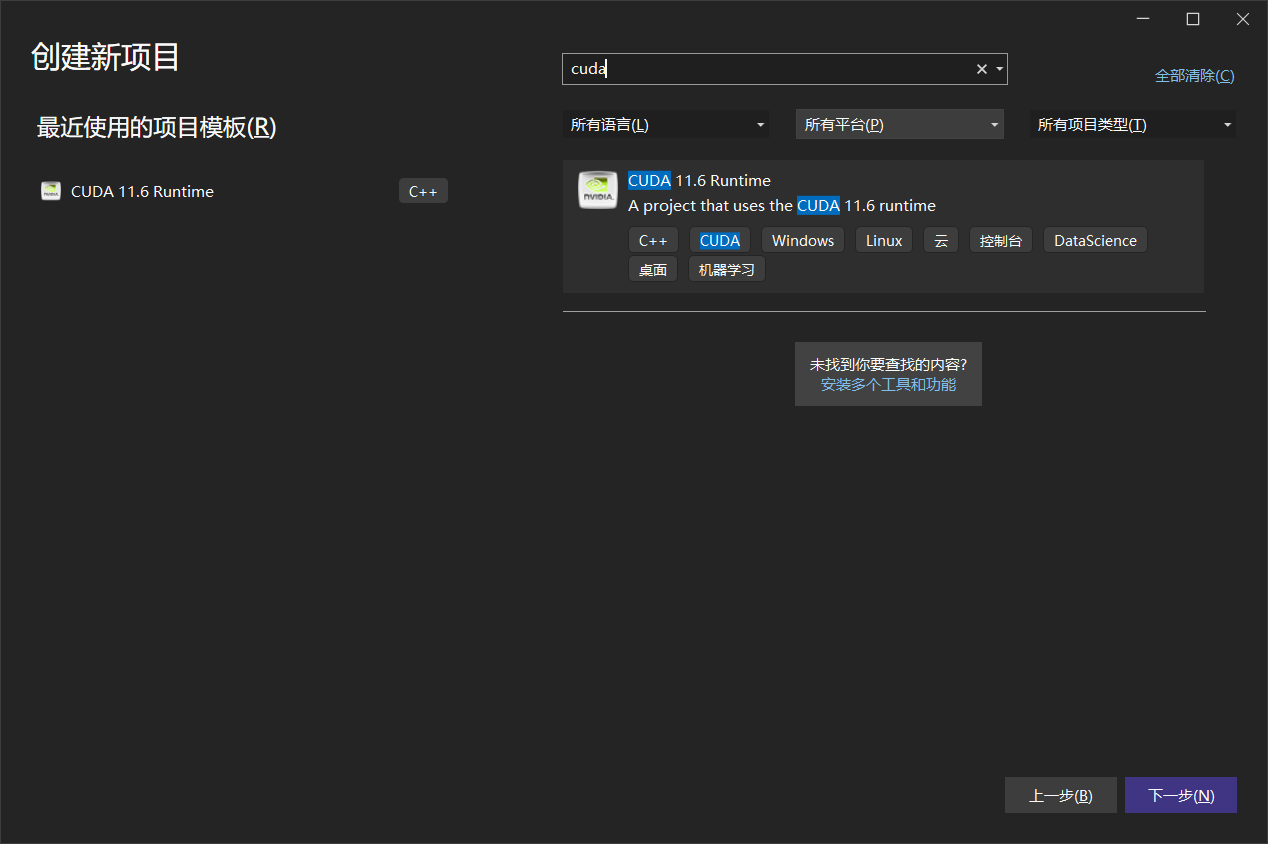 创建新项目
最近使用的项目模板(R)
CUDA 11.6 Runtime
C++
cuda
全部清除(C)
所有语言(L)
所有平台(P)
所有项目类型(T)
NVIDIA.
CUDA 11.6 Runtime
A project that uses the CUDA 11.6 runtime
C++ CUDA Windows Linux 云 控制台 DataScience
桌面 机器学习
未找到你要查找的内容?
安装多个工具和功能
上一步(B)
下一步(N)